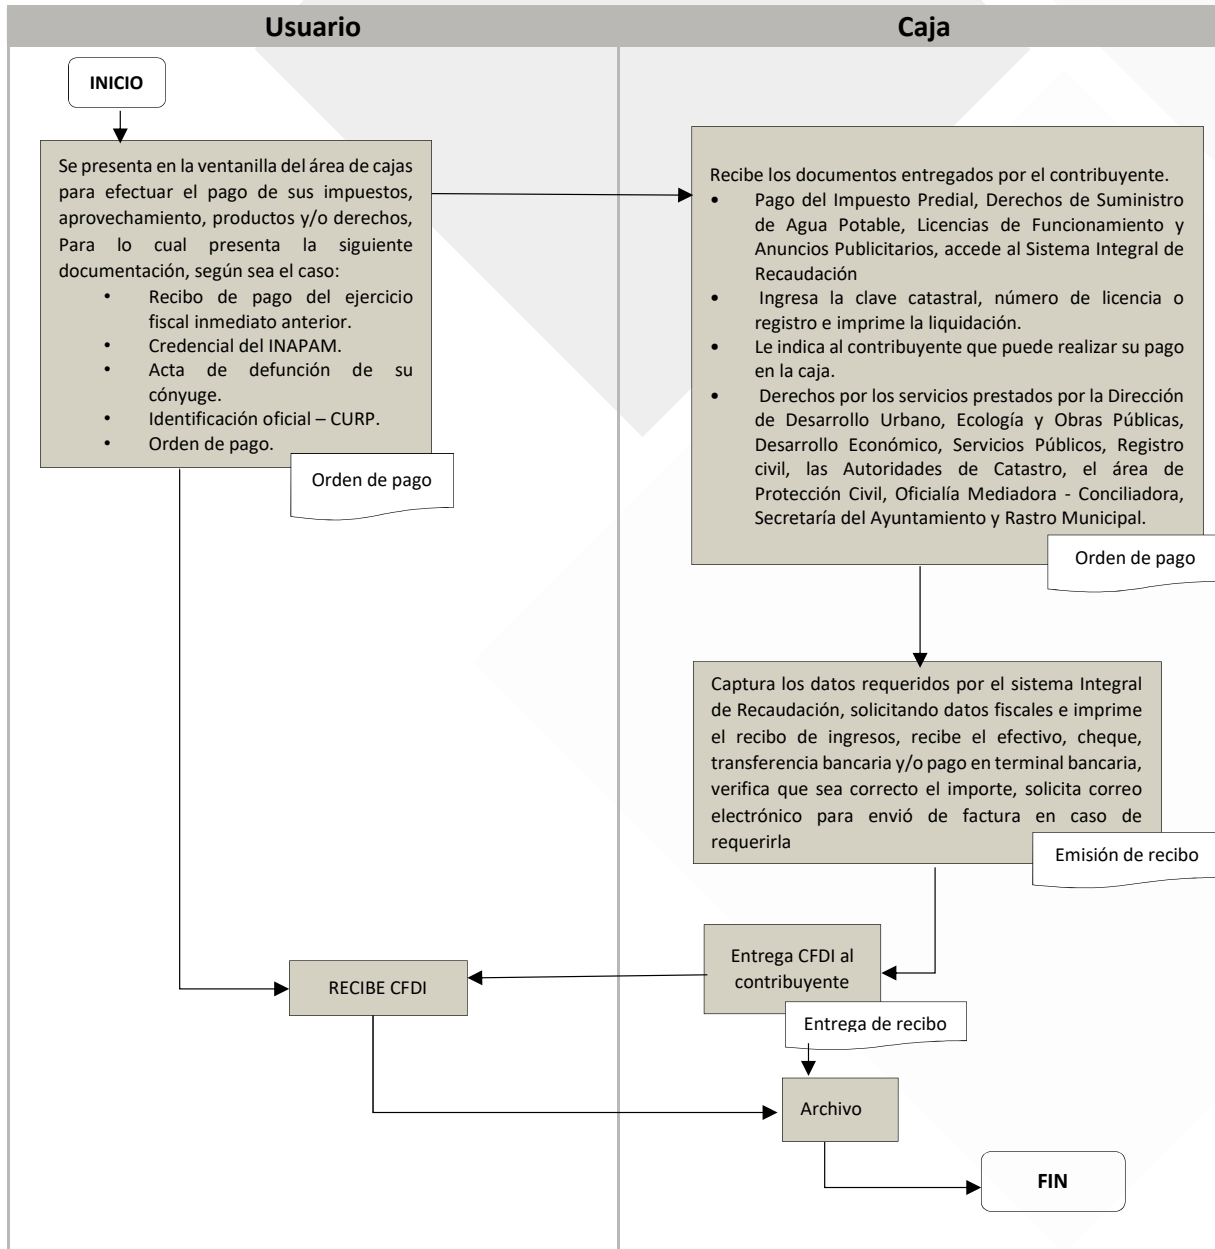 Usuario
Caja
INICIO
Se presenta en la ventanilla del área de cajas
para efectuar el pago de sus impuestos,
aprovechamiento, productos y/o derechos,
Para lo cual presenta la siguiente
documentación, según sea el caso:
• Recibo de pago del ejercicio
fiscal inmediato anterior.
• Credencial del INAPAM.
• Acta de defunción de su
cónyuge.
• Identificación oficial – CURP.
• Orden de pago.
Orden de pago
Recibe los documentos entregados por el contribuyente.
• Pago del Impuesto Predial, Derechos de Suministro
de Agua Potable, Licencias de Funcionamiento y
Anuncios Publicitarios, accede al Sistema Integral de
Recaudación
• Ingresa la clave catastral, número de licencia o
registro e imprime la liquidación.
• Le indica al contribuyente que puede realizar su pago
en la caja.
• Derechos por los servicios prestados por la Dirección
de Desarrollo Urbano, Ecología y Obras Públicas,
Desarrollo Económico, Servicios Públicos, Registro
civil, las Autoridades de Catastro, el área de
Protección Civil, Oficialía Mediadora - Conciliadora,
Secretaría del Ayuntamiento y Rastro Municipal.
Orden de pago
Captura los datos requeridos por el sistema Integral
de Recaudación, solicitando datos fiscales e imprime
el recibo de ingresos, recibe el efectivo, cheque,
transferencia bancaria y/o pago en terminal bancaria,
verifica que sea correcto el importe, solicita correo
electrónico para envió de factura en caso de
requerirla
Emisión de recibo
Entrega CFDI al
contribuyente
RECIBE CFDI
Entrega de recibo
Archivo
FIN